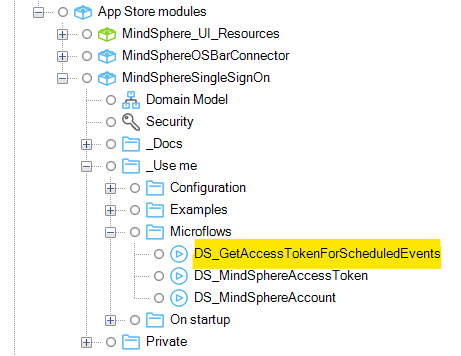 App Store modules
MindSphere_UI_Resources
MindSphereOSBarConnector
MindSphereSingleSignOn
Domain Model
Security
_Docs
_Use me
Configuration
Examples
Microflows
DS_GetAccessTokenForScheduledEvents
DS_MindSphereAccessToken
DS_MindSphereAccount
On startup
Private